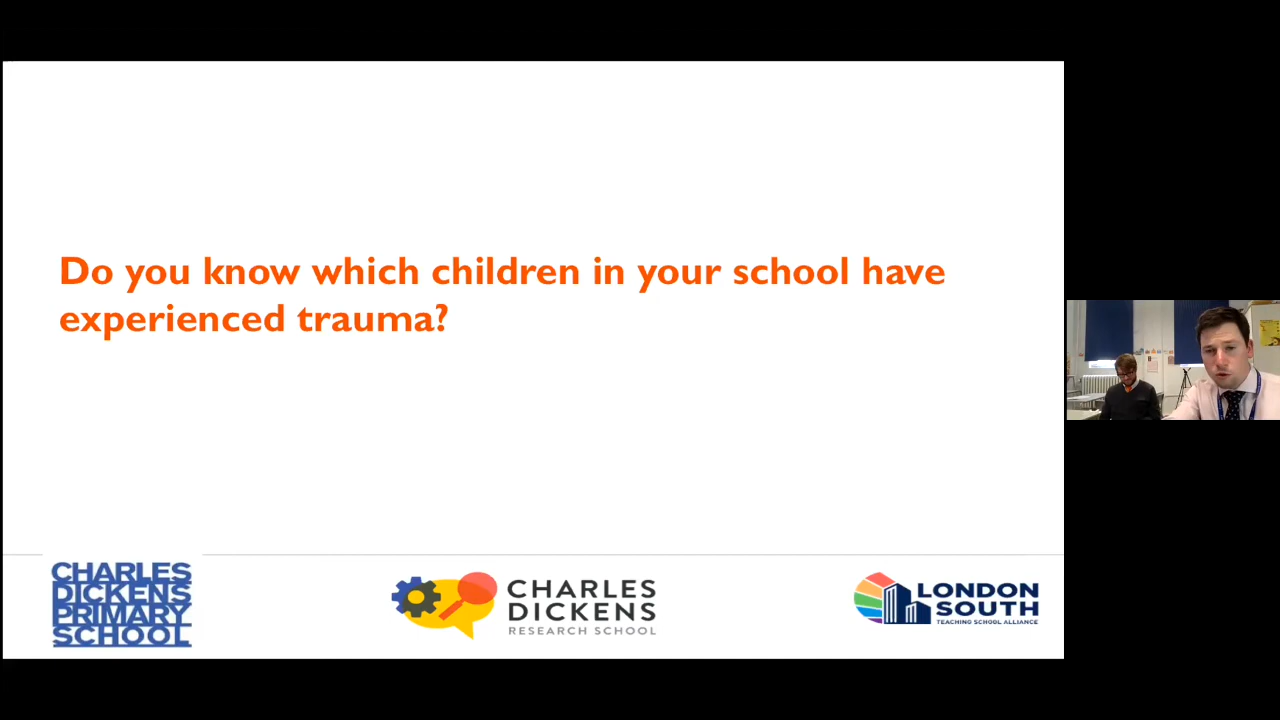 Do you know which children in your school have
experienced trauma?
CHARLES
DICKENS
PRIMARY
SCHOOL
CHARLES
DICKENS
RESEARCH SCHOOL
LONDON
SOUTH
TEACHING SCHOOL ALLIANCE